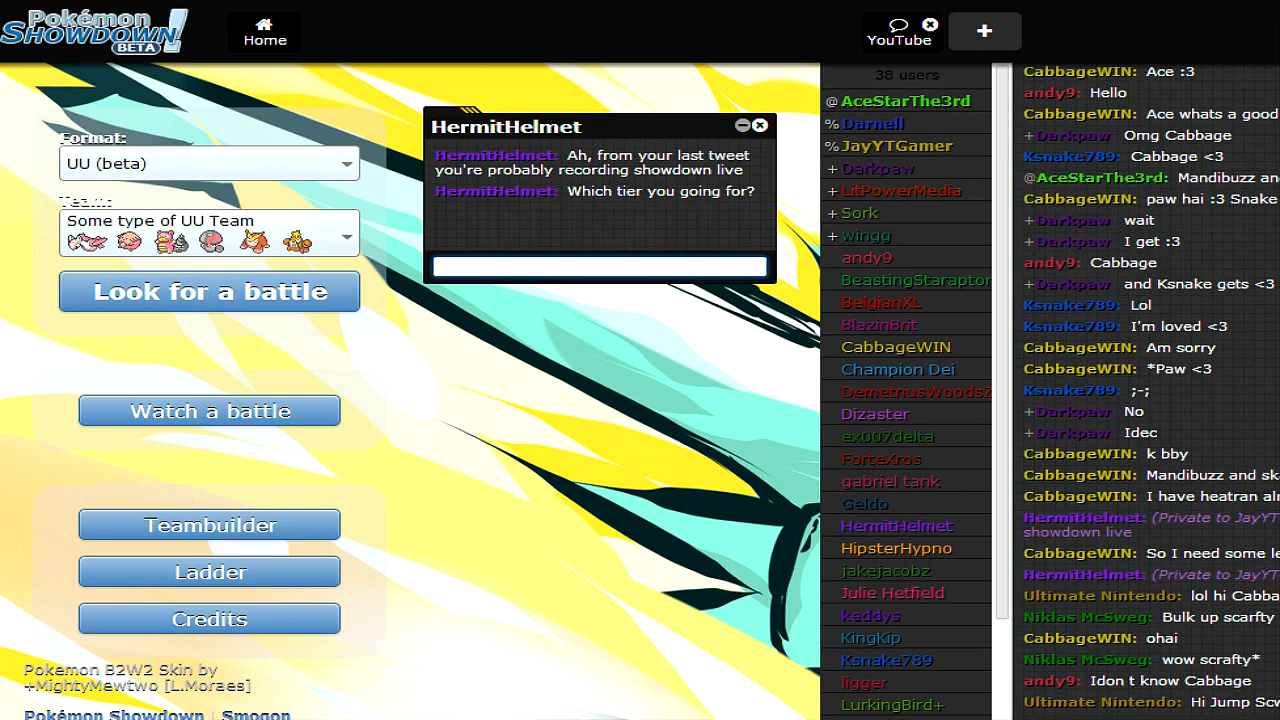 Pokémon
SHOWDOWN!
BETA
Home
YouTube
+
Format:
UU (beta)
Team:
Some type of UU Team
Look for a battle
Watch a battle
Teambuilder
Ladder
Credits
Pokemon B2W2 Skin by
+MightyMewtwo [L.Moraes]
Pokémon Showdown | Smogon
HermitHelmet
HermitHelmet: Ah, from your last tweet
you're probably recording showdown live
HermitHelmet: Which tier you going for?
38 users
@AceStarThe3rd
%Darnell
%JayYTGamer
+Darkpaw
+LitPowerMedia
+Sork
+wingg
andy9
BeastingStaraptor
BelgianXL
BlazinBrit
CabbageWIN
Champion Dei
DemetriusWoodsZ
Dizaster
ex007delta
ForteXros
gabriel tank
Geldo
HermitHelmet
HipsterHypno
jakejacobz
Julie Hetfield
keddys
KingKip
Ksnake789
ligger
LurkingBird+
CabbageWIN: Ace :3
andy9: Hello
CabbageWIN: Ace whats a good
+Darkpaw: Omg Cabbage
Ksnake789: Cabbage <3
@AceStarThe3rd: Mandibuzz an
CabbageWIN: paw hai :3 Snake
+Darkpaw: wait
+Darkpaw: I get :3
andy9: Cabbage
+Darkpaw: and Ksnake gets <3
Ksnake789: Lol
Ksnake789: I'm loved <3
CabbageWIN: Am sorry
CabbageWIN: *Paw <3
Ksnake789: ;-;
+Darkpaw: No
+Darkpaw: Idec
CabbageWIN: k bby
CabbageWIN: Mandibuzz and sk
CabbageWIN: I have heatran al
HermitHelmet: (Private to JayYT
showdown live
CabbageWIN: So I need some le
HermitHelmet: (Private to JayYT
Ultimate Nintendo: lol hi Cabba
Niklas McSweg: Bulk up scarfty
CabbageWIN: ohai
Niklas McSweg: wow scrafty*
andy9: Idon t know Cabbage
Ultimate Nintendo: Hi Jump Sc